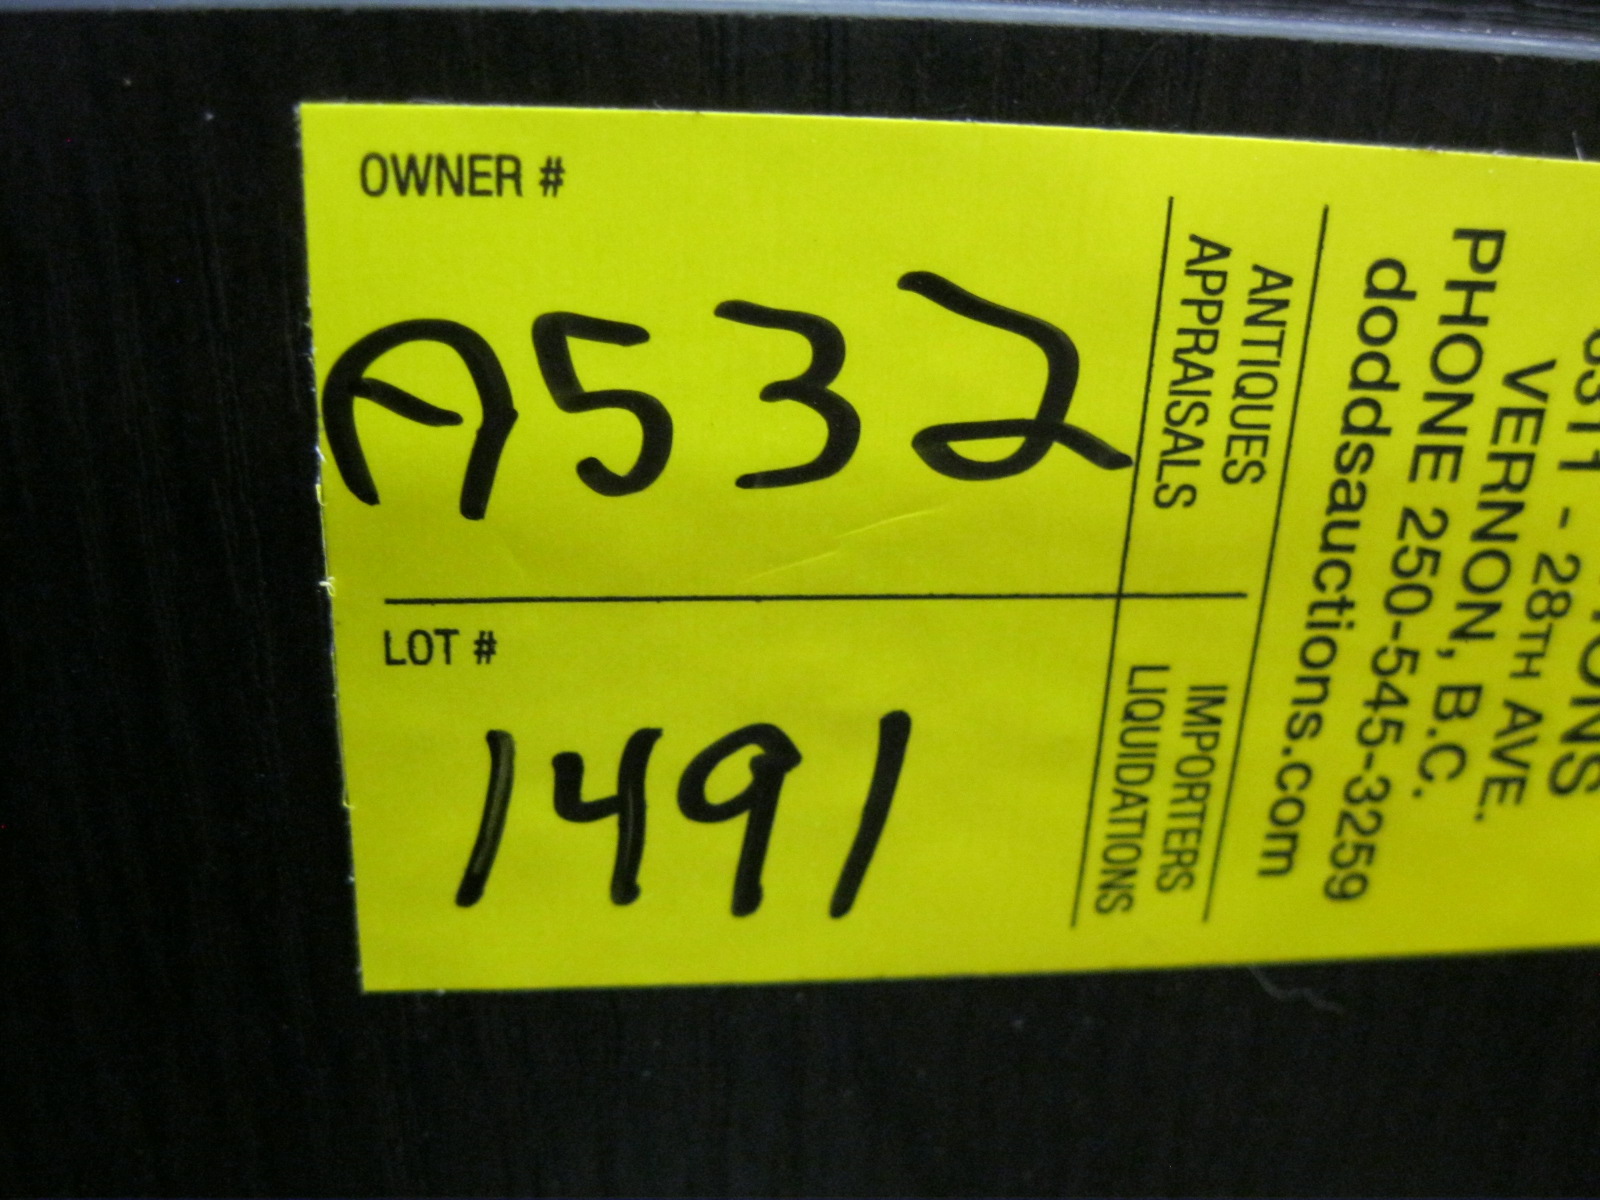 OWNER #
A532
LOT #
1491
ANTIQUES
APPRAISALS
IMPORTERS
LIQUIDATIONS
- 28TH AVE.
VERNON, B.C.
PHONE 250-545-3259
doddsauctions.com